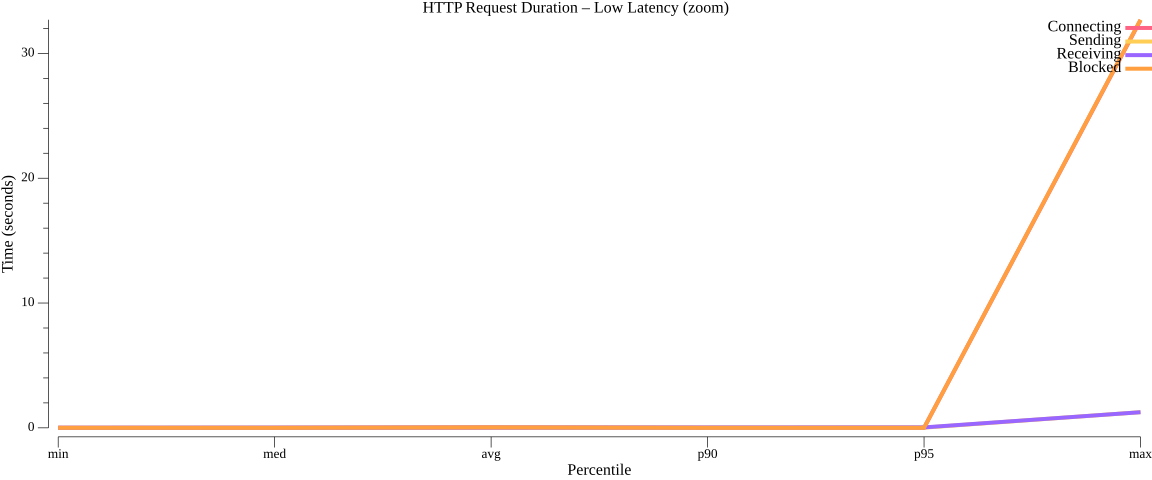 HTTP Request Duration – Low Latency (zoom)
Connecting
Sending
Receiving
Blocked
30
20
10
0
Time (seconds)
min med avg p90 p95 max
Percentile